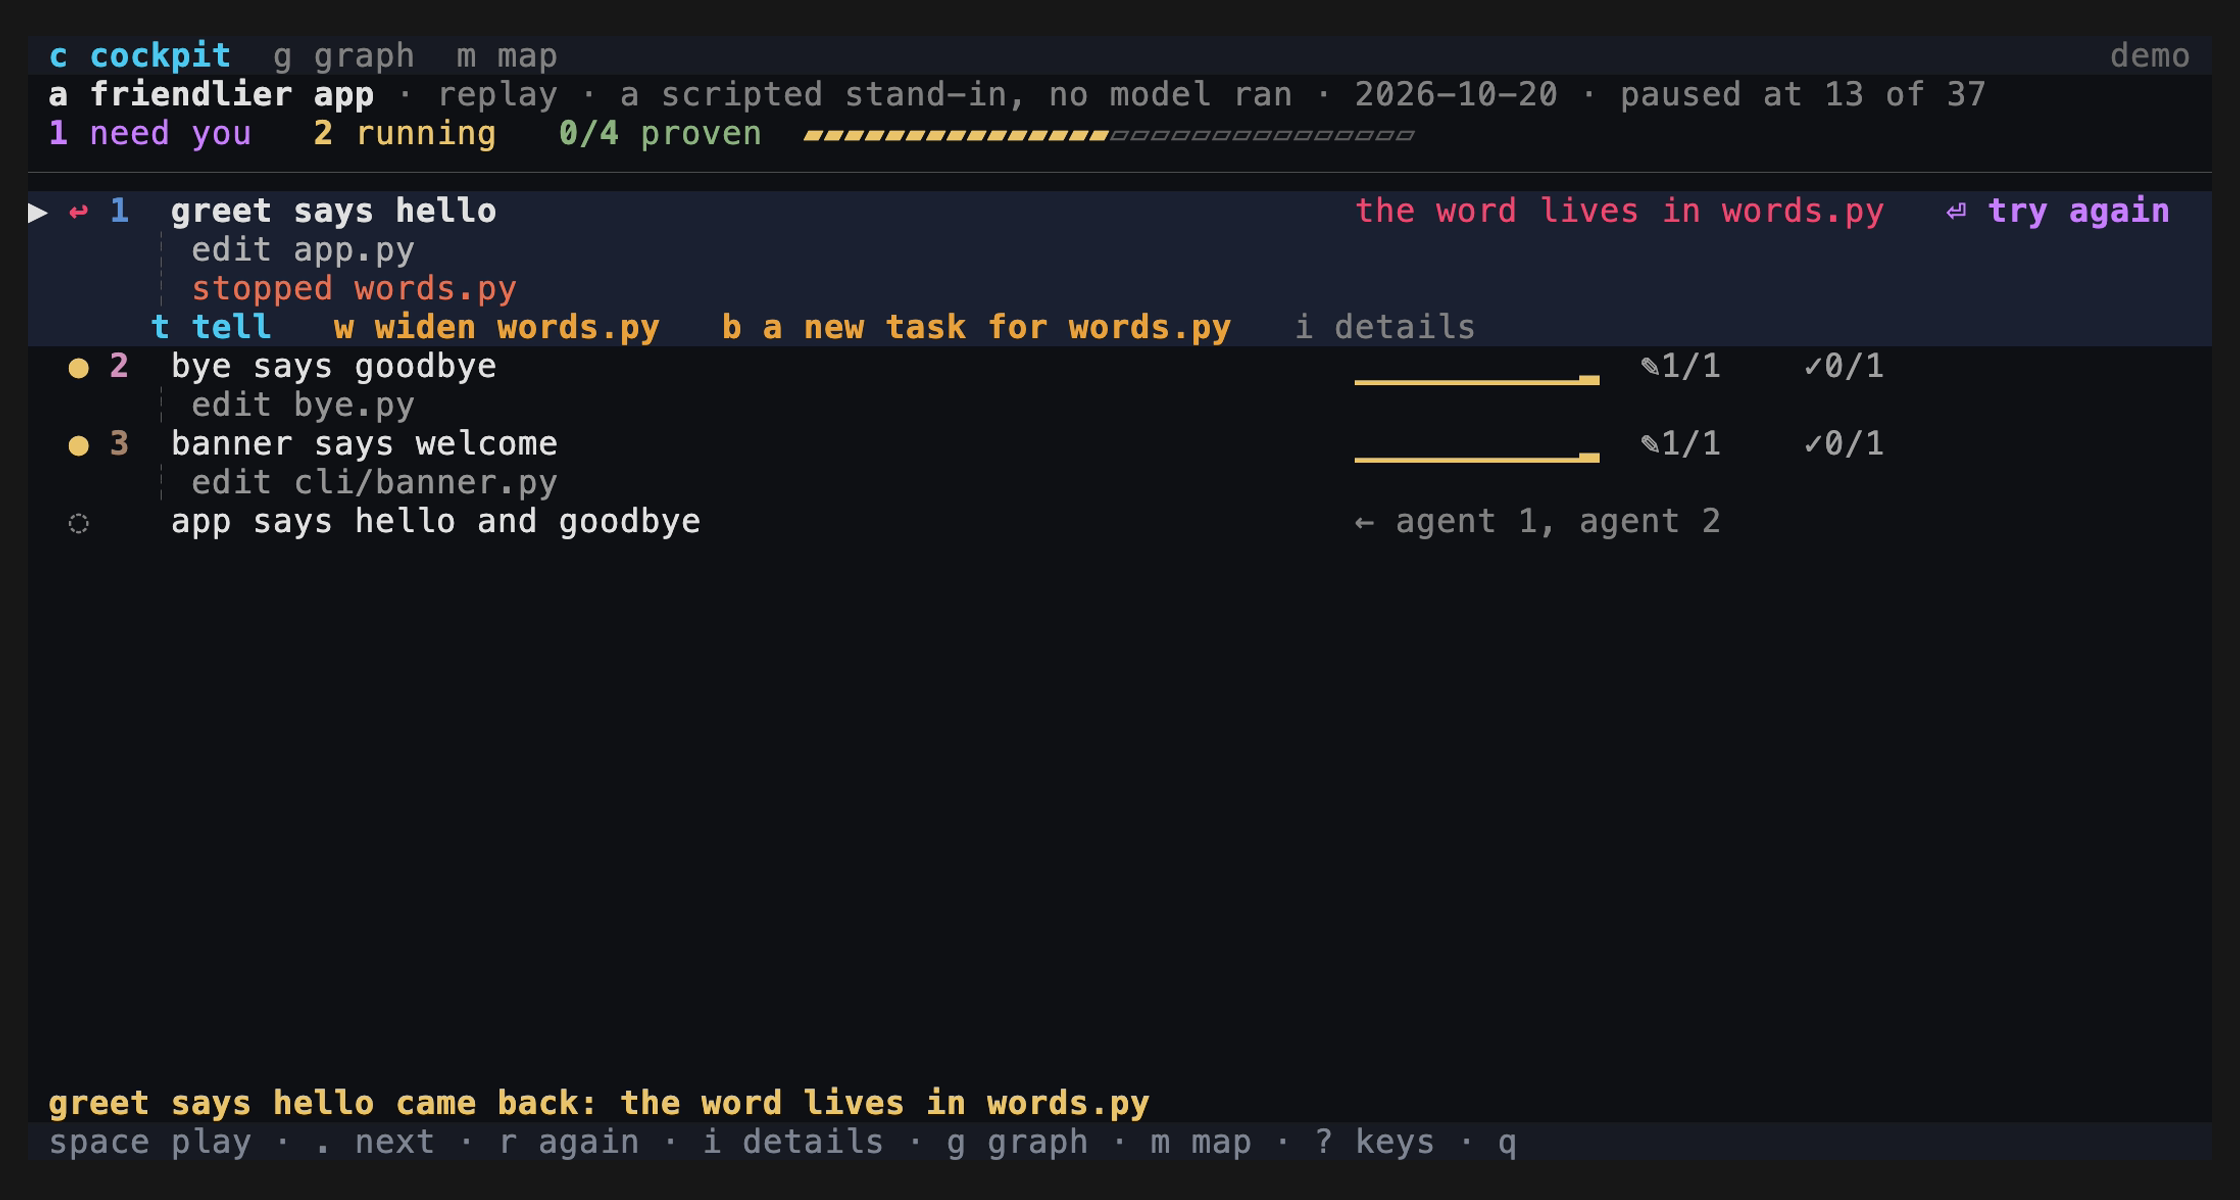 c cockpit  g graph  m map  demo
a friendlier app · replay · a scripted stand-in, no model ran · 2026-10-20 · paused at 13 of 37
1 need you   2 running   0/4 proven  ▰▰▰▰▰▰▰▰▰▰▰▰▰▰▰▱▱▱▱▱▱▱▱▱▱▱▱▱▱▱
▶ ↩ 1  greet says hello  the word lives in words.py  ⏎ try again
edit app.py
stopped words.py
t tell   w widen words.py   b a new task for words.py   i details
● 2  bye says goodbye  ▁▁▁▁▁▁▁▁▁▁▁▂  ✎1/1  ✓0/1
edit bye.py
● 3  banner says welcome  ▁▁▁▁▁▁▁▁▁▁▁▂  ✎1/1  ✓0/1
edit cli/banner.py
◌  app says hello and goodbye  ← agent 1, agent 2
greet says hello came back: the word lives in words.py
space play · . next · r again · i details · g graph · m map · ? keys · q